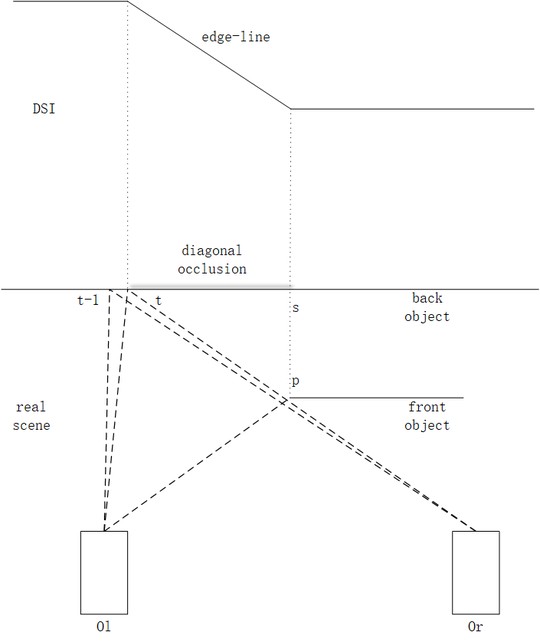 edge-line
DSI
diagonal
occlusion
t-1
t
s
back
object
p
real
scene
front
object
Ol
Or